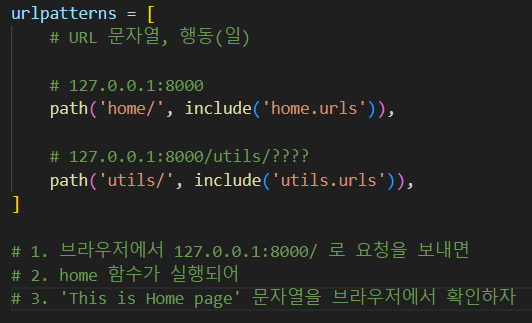 urlpatterns = [
# URL 문자열, 행동(일)
# 127.0.0.1:8000
path('home/', include('home.urls')),
# 127.0.0.1:8000/utils/????
path('utils/', include('utils.urls')),
]
# 1. 브라우저에서 127.0.0.1:8000/ 로 요청을 보내면
# 2. home 함수가 실행되어
# 3. 'This is Home page' 문자열을 브라우저에서 확인하자